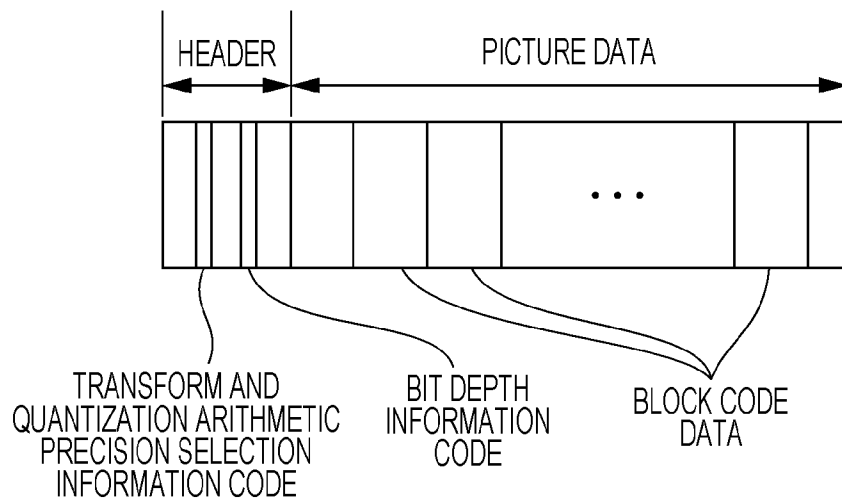 HEADER
PICTURE DATA
...
TRANSFORM AND
QUANTIZATION ARITHMETIC
PRECISION SELECTION
INFORMATION CODE
BIT DEPTH
INFORMATION
CODE
BLOCK CODE
DATA